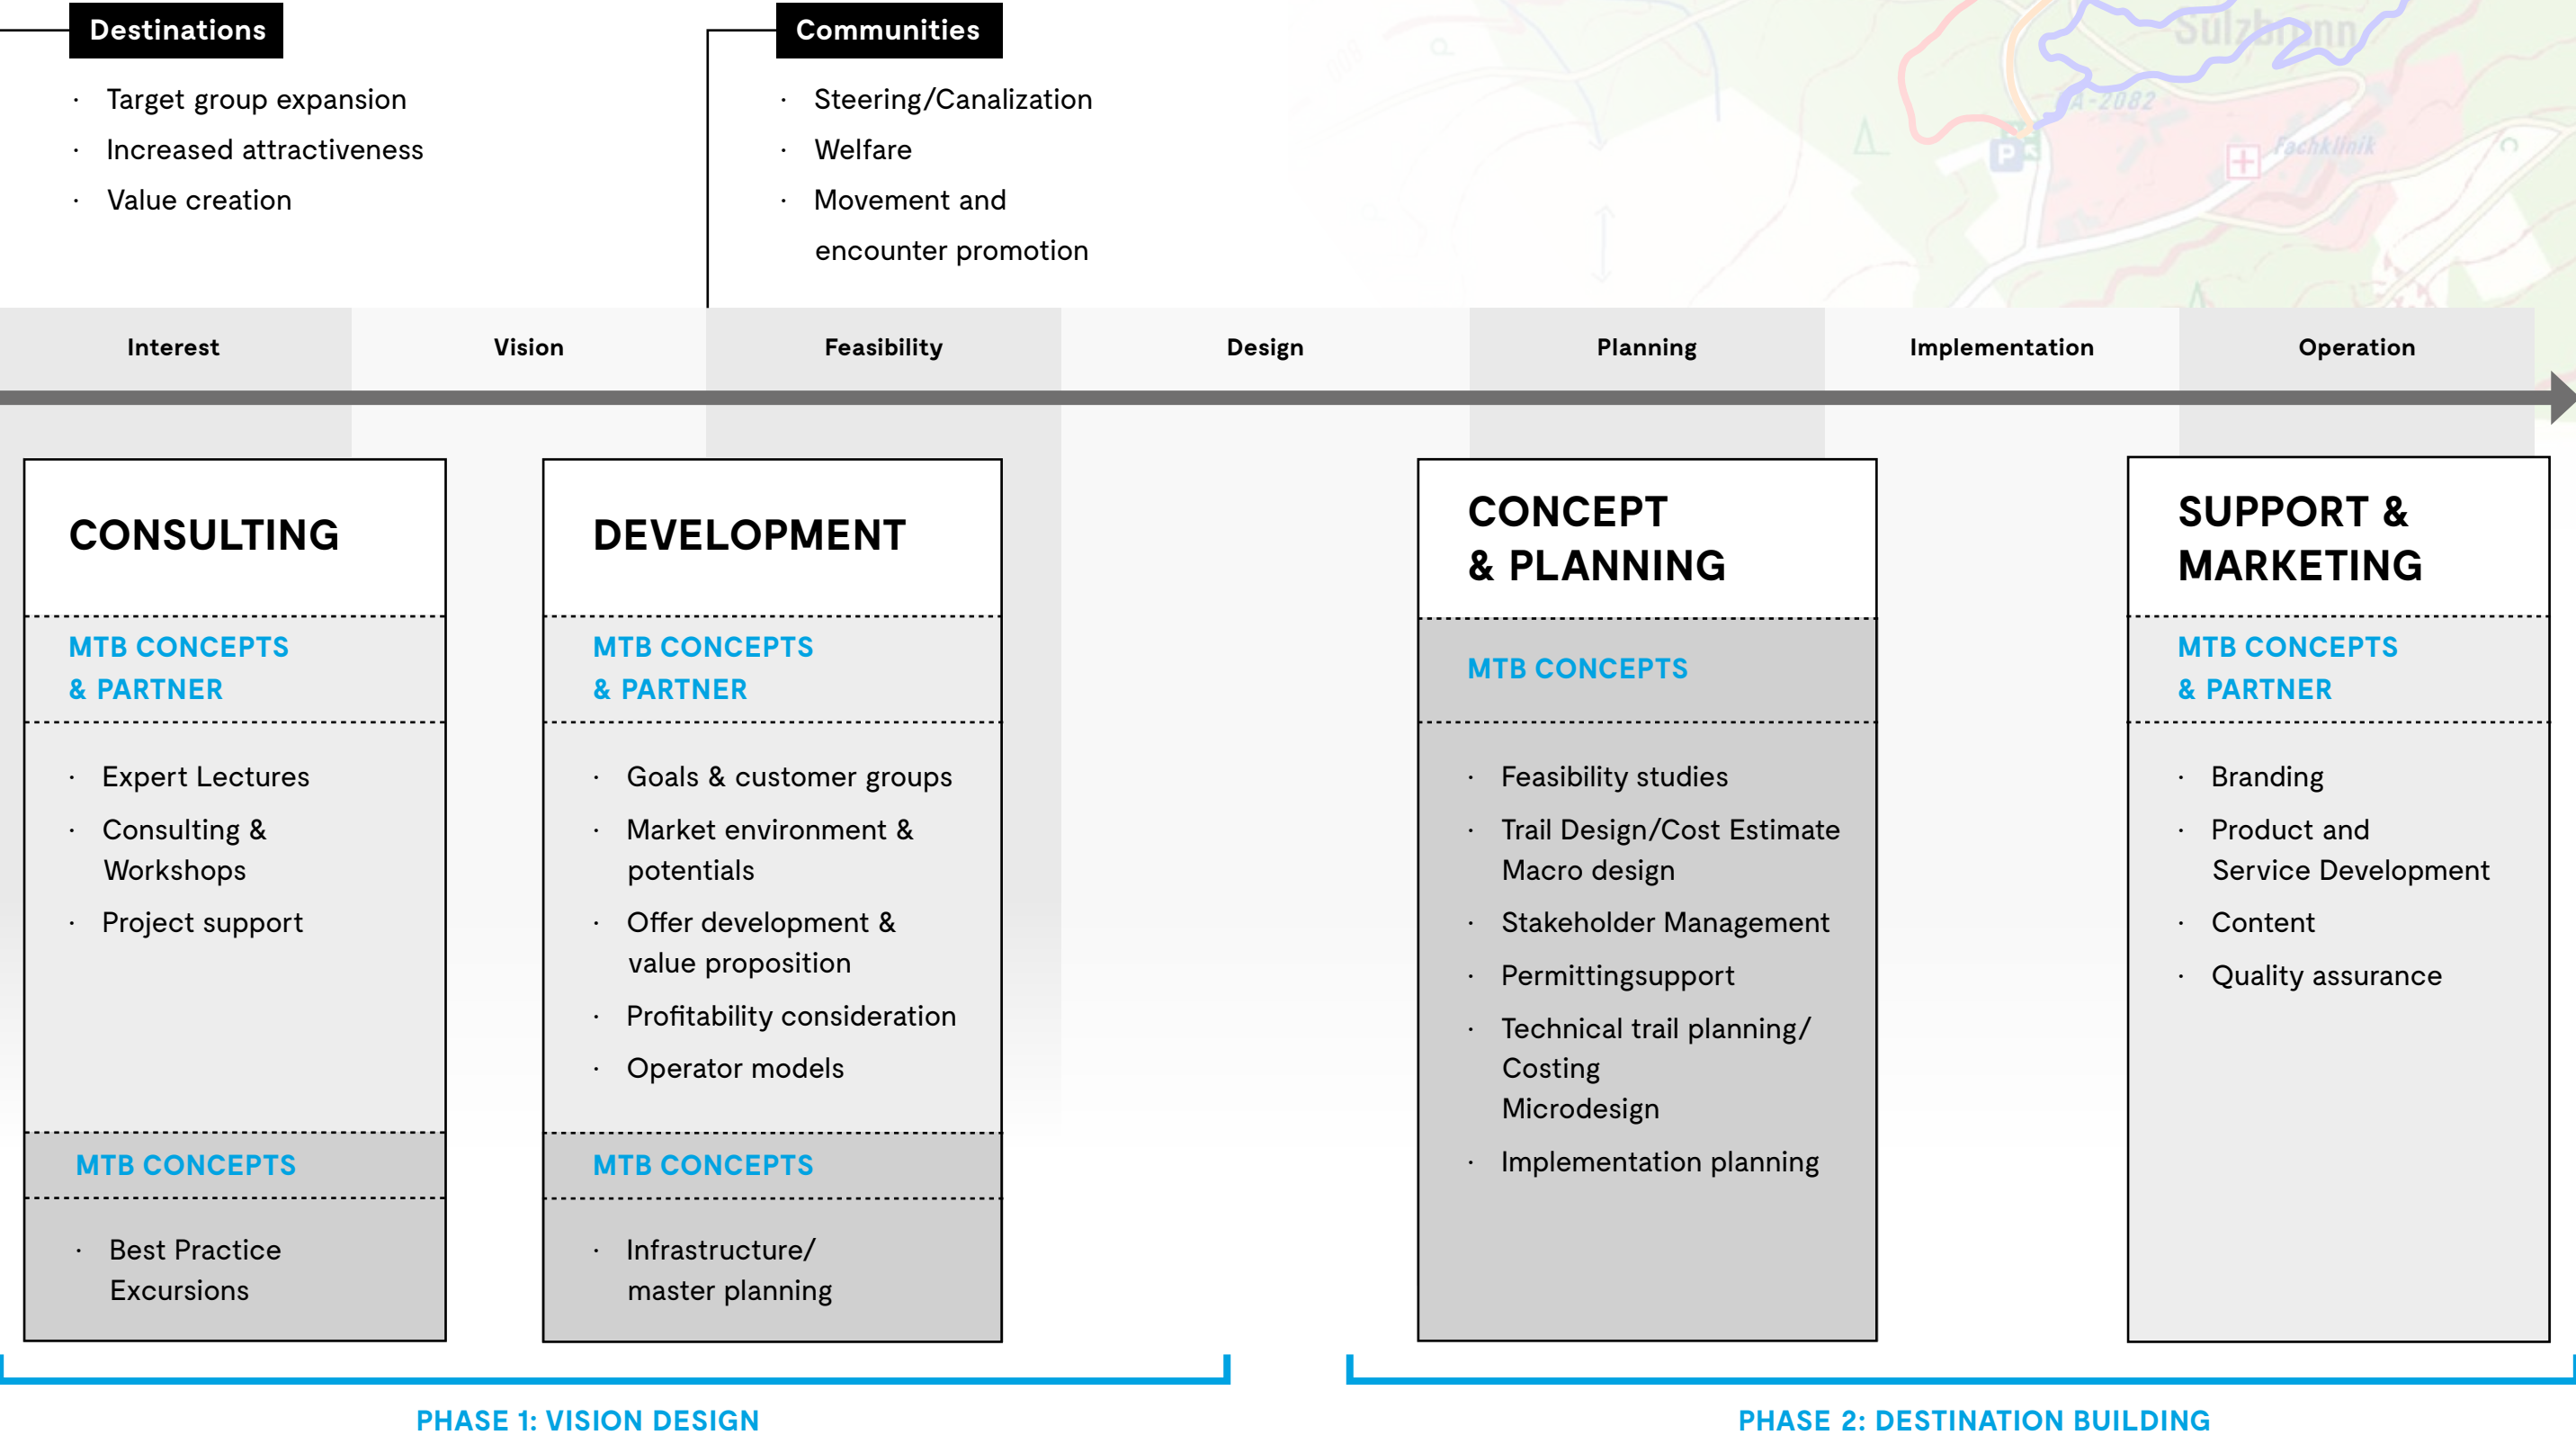 Destinations
· Target group expansion
· Increased attractiveness
· Value creation
Communities
· Steering/Canalization
· Welfare
· Movement and
encounter promotion
Sulzbrunn
A-2082
P
Fachklinik
Interest
Vision
Feasibility
Design
Planning
Implementation
Operation
CONSULTING
MTB CONCEPTS
& PARTNER
· Expert Lectures
· Consulting &
Workshops
· Project support
MTB CONCEPTS
· Best Practice
Excursions
DEVELOPMENT
MTB CONCEPTS
& PARTNER
· Goals & customer groups
· Market environment &
potentials
· Offer development &
value proposition
· Profitability consideration
· Operator models
MTB CONCEPTS
· Infrastructure/
master planning
CONCEPT
& PLANNING
MTB CONCEPTS
· Feasibility studies
· Trail Design/Cost Estimate
Macro design
· Stakeholder Management
· Permittingsupport
· Technical trail planning/
Costing
Microdesign
· Implementation planning
SUPPORT &
MARKETING
MTB CONCEPTS
& PARTNER
· Branding
· Product and
Service Development
· Content
· Quality assurance
PHASE 1: VISION DESIGN
PHASE 2: DESTINATION BUILDING